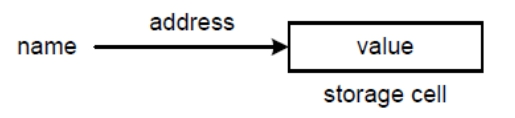 address
name
value
storage cell